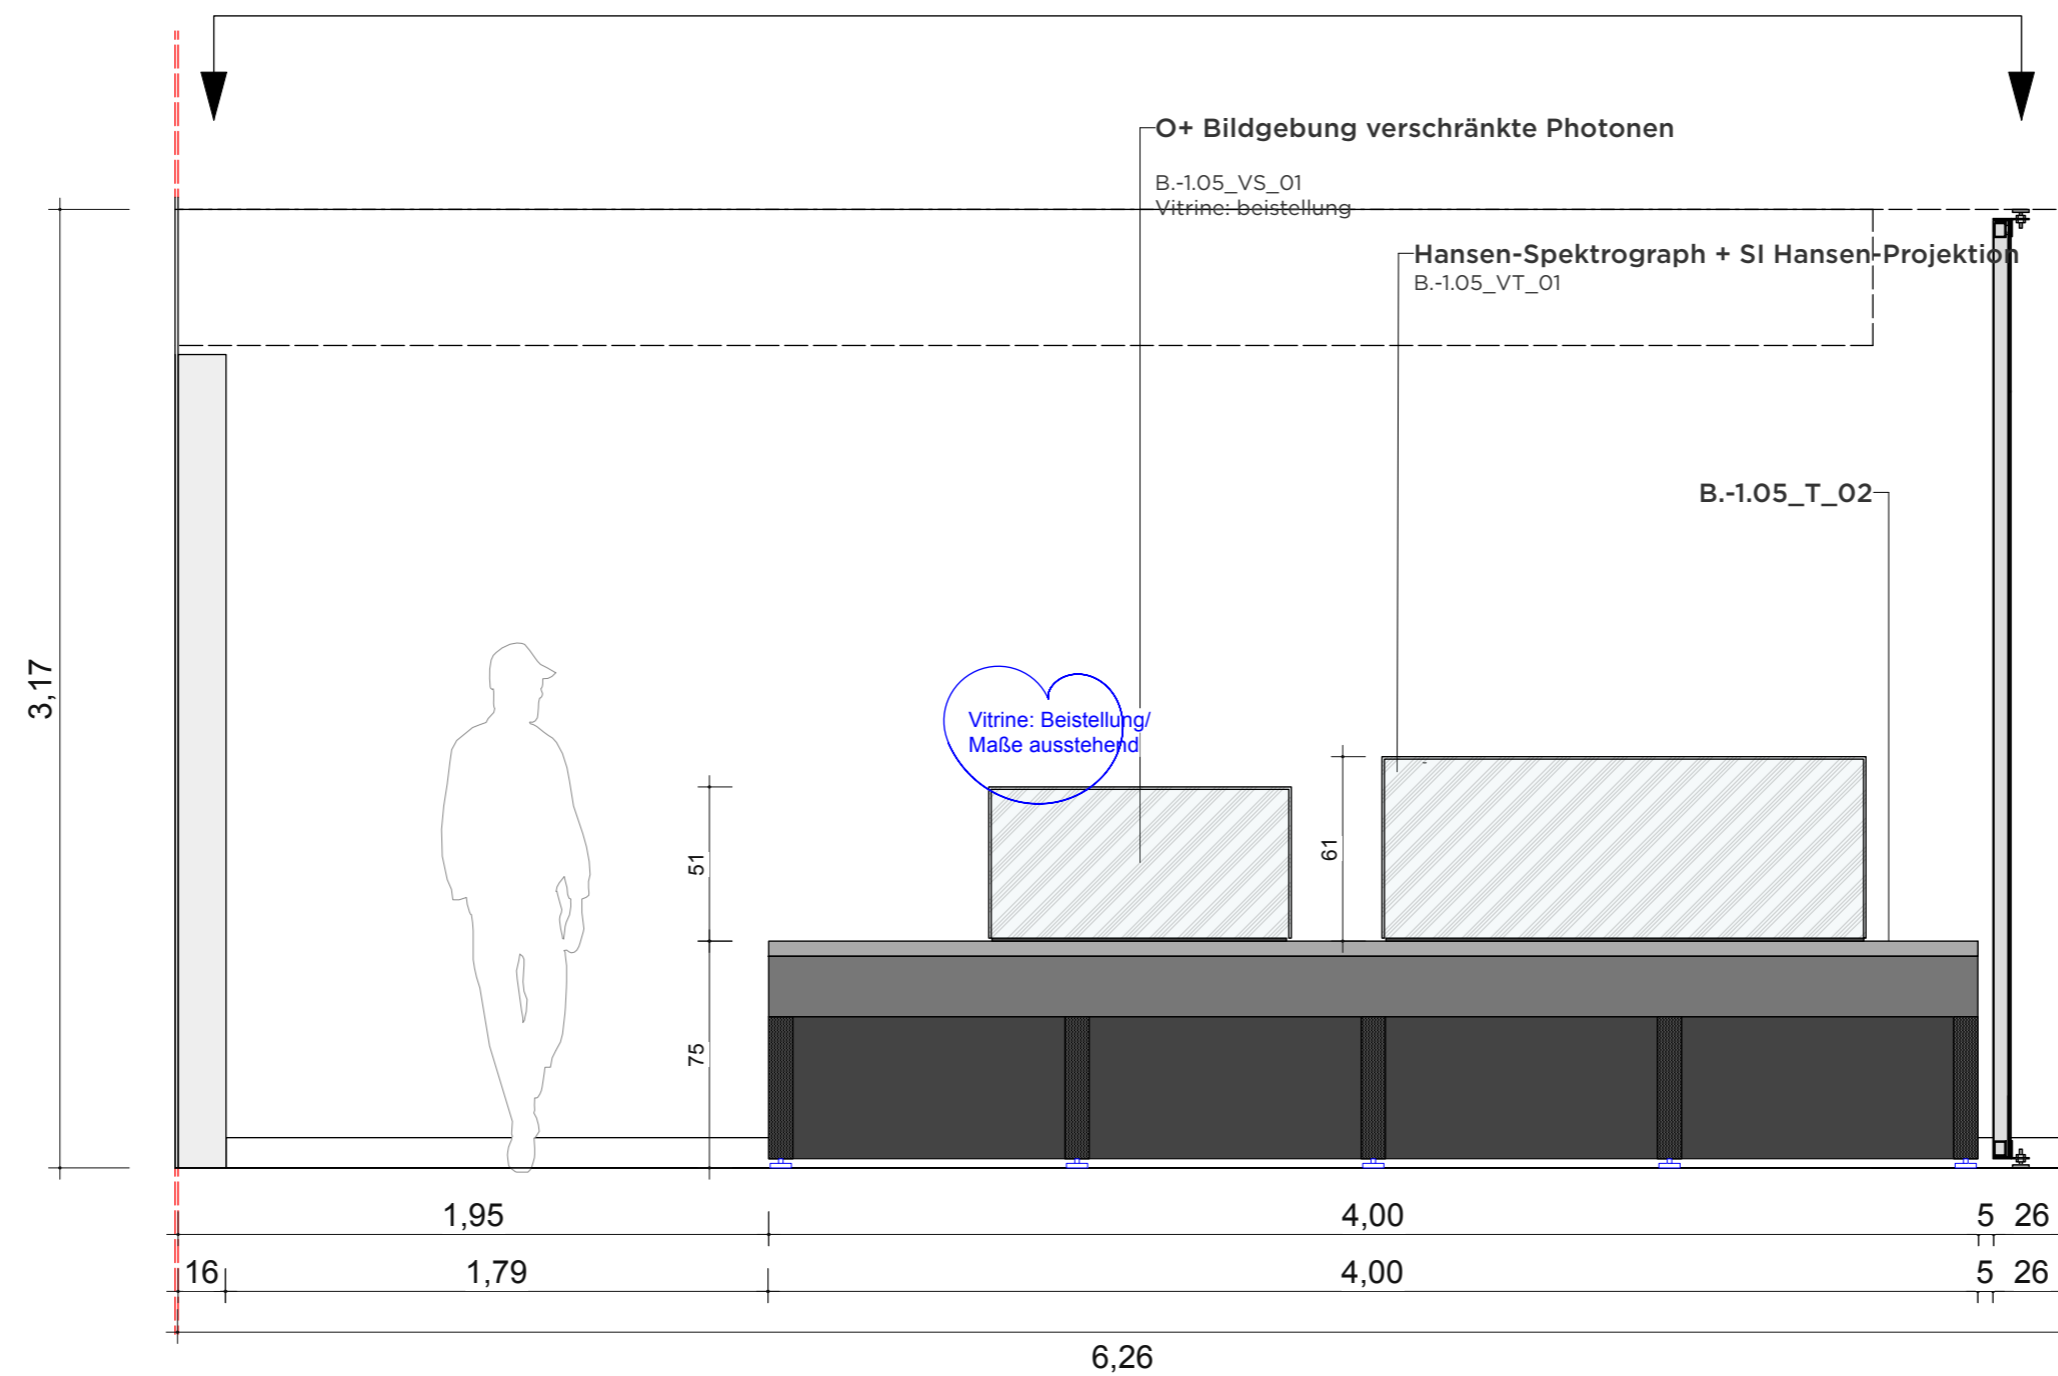 O+ Bildgebung verschränkte Photonen
B.-1.05_VS_01
Vitrine: beistellung
Hansen-Spektrograph + SI Hansen-Projektion
B.-1.05_VT_01
B.-1.05_T_02
3,17
Vitrine: Beistellung/
Maße ausstehend
51
61
75
1,95 4,00 5 26
16 1,79 4,00 5 26
6,26